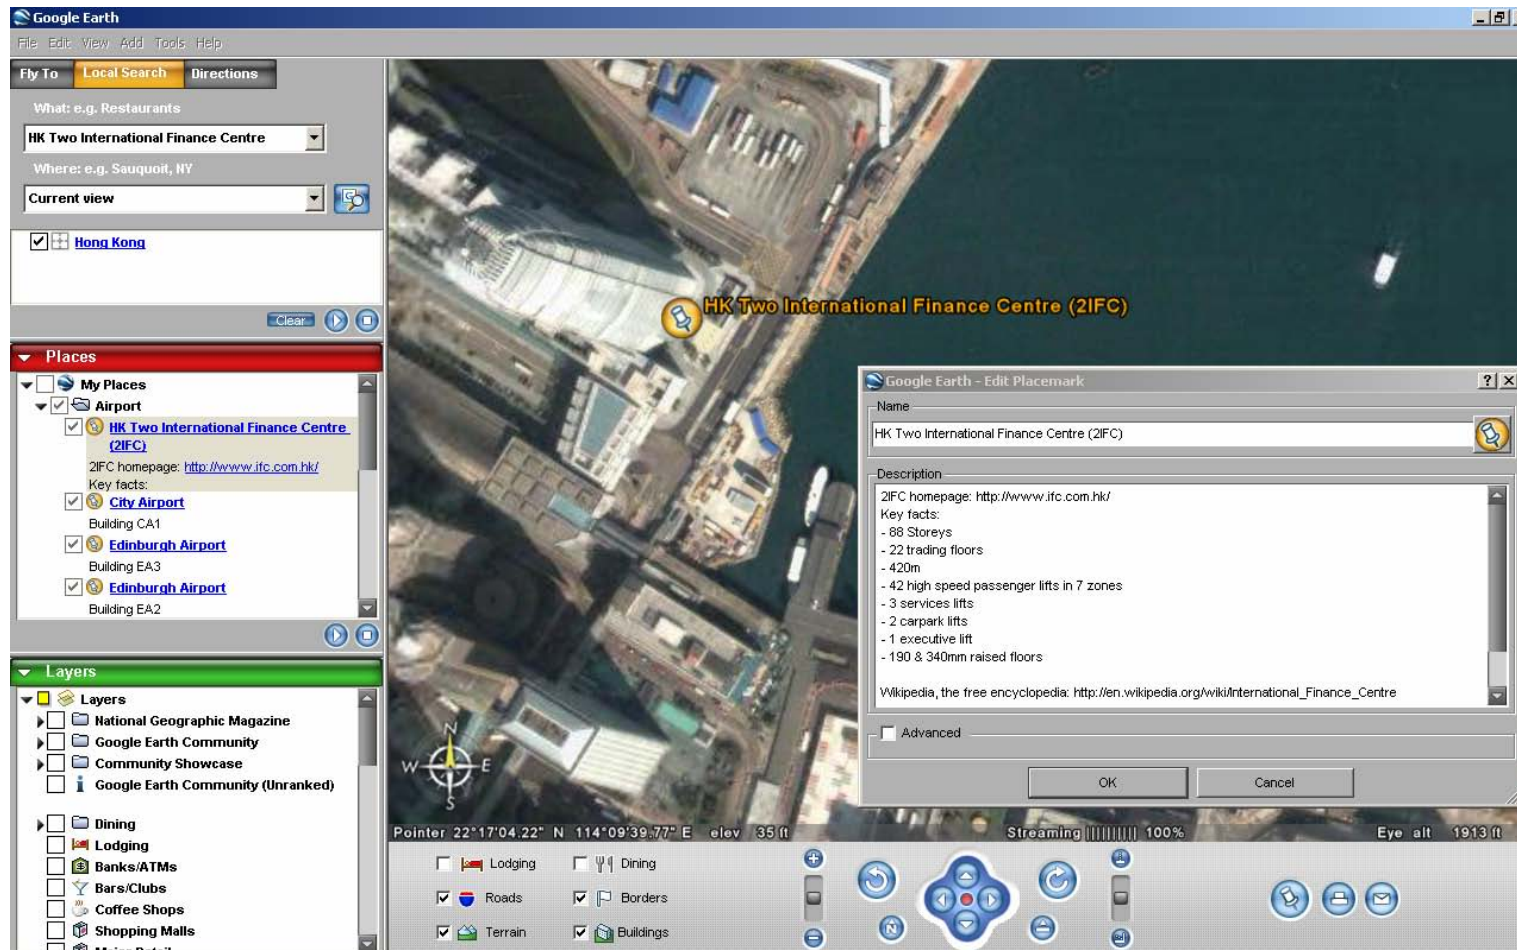 Google Earth
File Edit View Add Tools Help
Fly To Local Search Directions
What: e.g. Restaurants
HK Two International Finance Centre
Where: e.g. Sauquoit, NY
Current view
Hong Kong
Clear
Places
My Places
Airport
HK Two International Finance Centre
(2IFC)
2IFC homepage: http://www.ifc.com.hk/
Key facts:
City Airport
Building CA1
Edinburgh Airport
Building EA3
Edinburgh Airport
Building EA2
Layers
Layers
National Geographic Magazine
Google Earth Community
Community Showcase
Google Earth Community (Unranked)
Dining
Lodging
Banks/ATMs
Bars/Clubs
Coffee Shops
Shopping Malls
HK Two International Finance Centre (2IFC)
Google Earth - Edit Placemark
Name
HK Two International Finance Centre (2IFC)
Description
2IFC homepage: http://www.ifc.com.hk/
Key facts:
- 88 Storeys
- 22 trading floors
- 420m
- 42 high speed passenger lifts in 7 zones
- 3 services lifts
- 2 carpark lifts
- 1 executive lift
- 190 & 340mm raised floors
Wikipedia, the free encyclopedia: http://en.wikipedia.org/wiki/International_Finance_Centre
Advanced
OK Cancel
N
W E
S
Pointer 22°17'04.22" N 114°09'39.77" E elev 35 ft Streaming |||||||||| 100% Eye alt 1913 ft
Lodging Dining
Roads Borders
Terrain Buildings
N